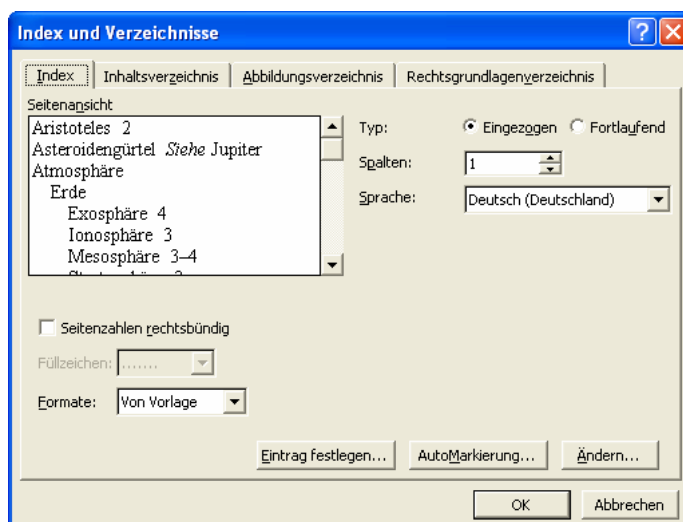 Index und Verzeichnisse
Index
Inhaltsverzeichnis
Abbildungsverzeichnis
Rechtsgrundlagenverzeichnis
Seitenansicht
Aristoteles 2
Asteroidengürtel Siehe Jupiter
Atmosphäre
Erde
Exosphäre 4
Ionosphäre 3
Mesosphäre 3–4
Typ:
Eingezogen
Fortlaufend
Spalten:
1
Sprache:
Deutsch (Deutschland)
Seitenzahlen rechtsbündig
Füllzeichen:
.......
Formate:
Von Vorlage
Eintrag festlegen...
AutoMarkierung...
Ändern...
OK
Abbrechen